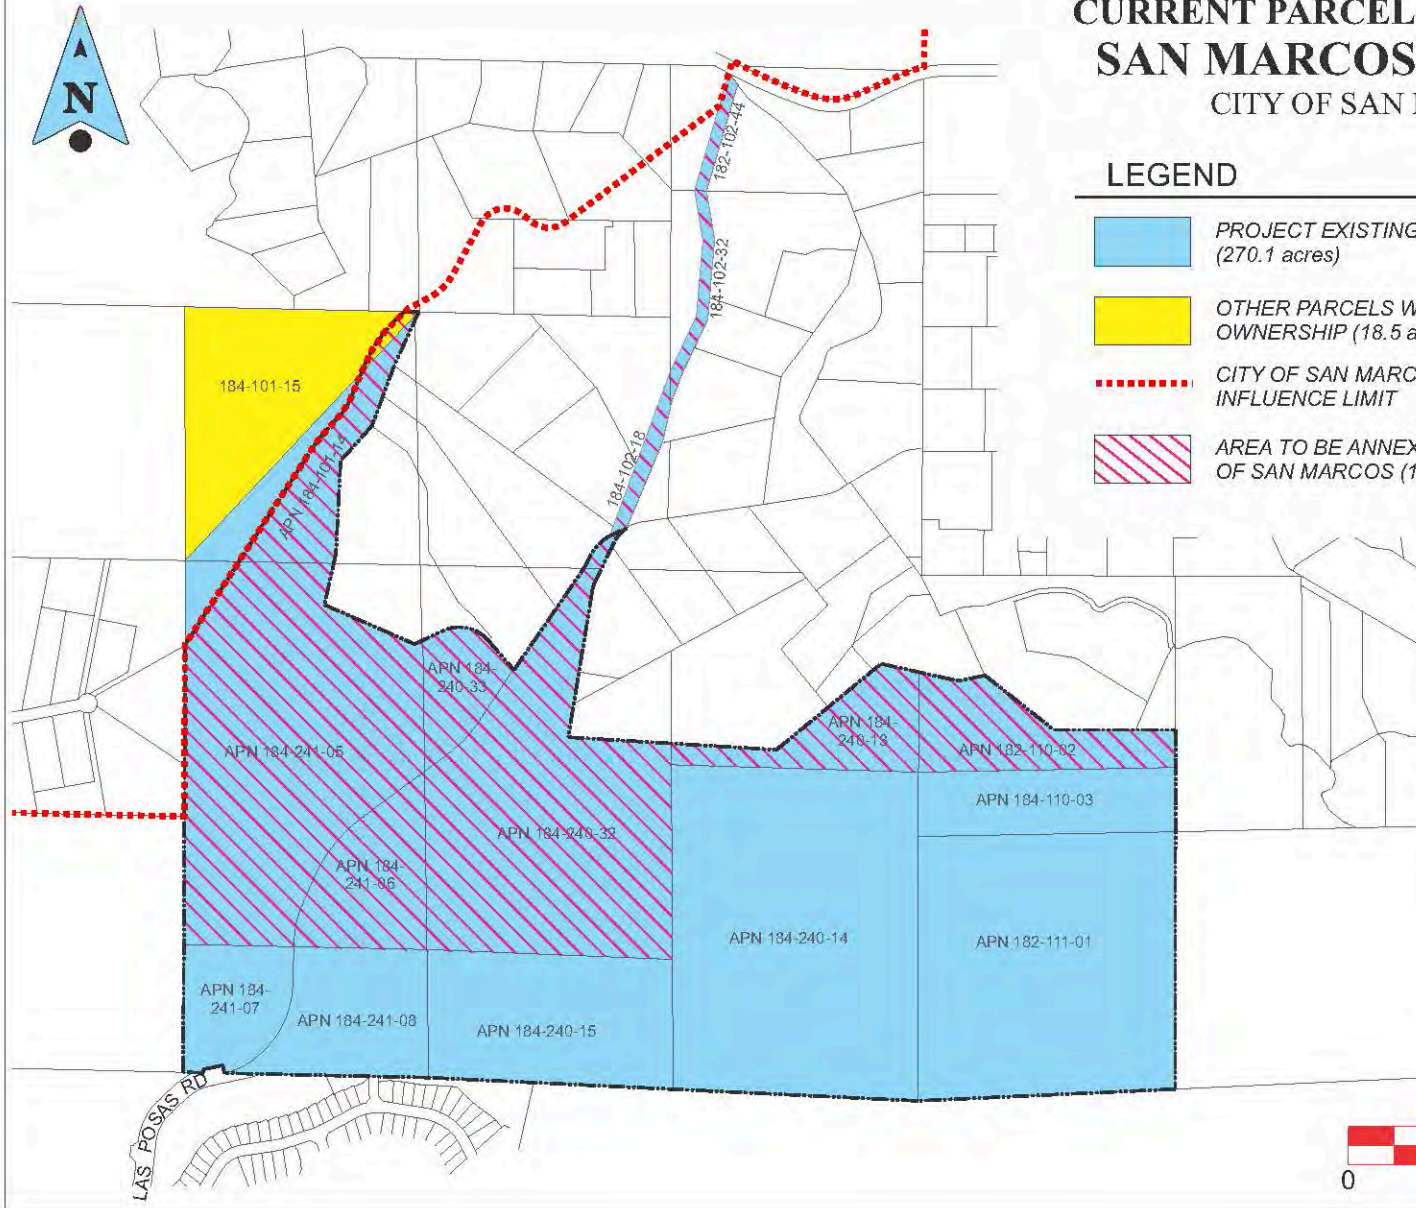 CURRENT PARCEL
SAN MARCOS
CITY OF SAN
N
LEGEND
PROJECT EXISTING
(270.1 acres)
OTHER PARCELS W
OWNERSHIP (18.5 a
CITY OF SAN MARC
INFLUENCE LIMIT
AREA TO BE ANNEX
OF SAN MARCOS (1
182-102-44
184-102-32
184-101-15
184-102-18
APN 184-101-14
APN 184-
240-33
APN 184-241-05
APN 184-
240-13
APN 182-110-02
APN 184-110-03
APN 184-240-32
APN 184-
241-06
APN 184-240-14
APN 182-111-01
APN 184-
241-07
APN 184-241-08
APN 184-240-15
LAS POSAS RD
0